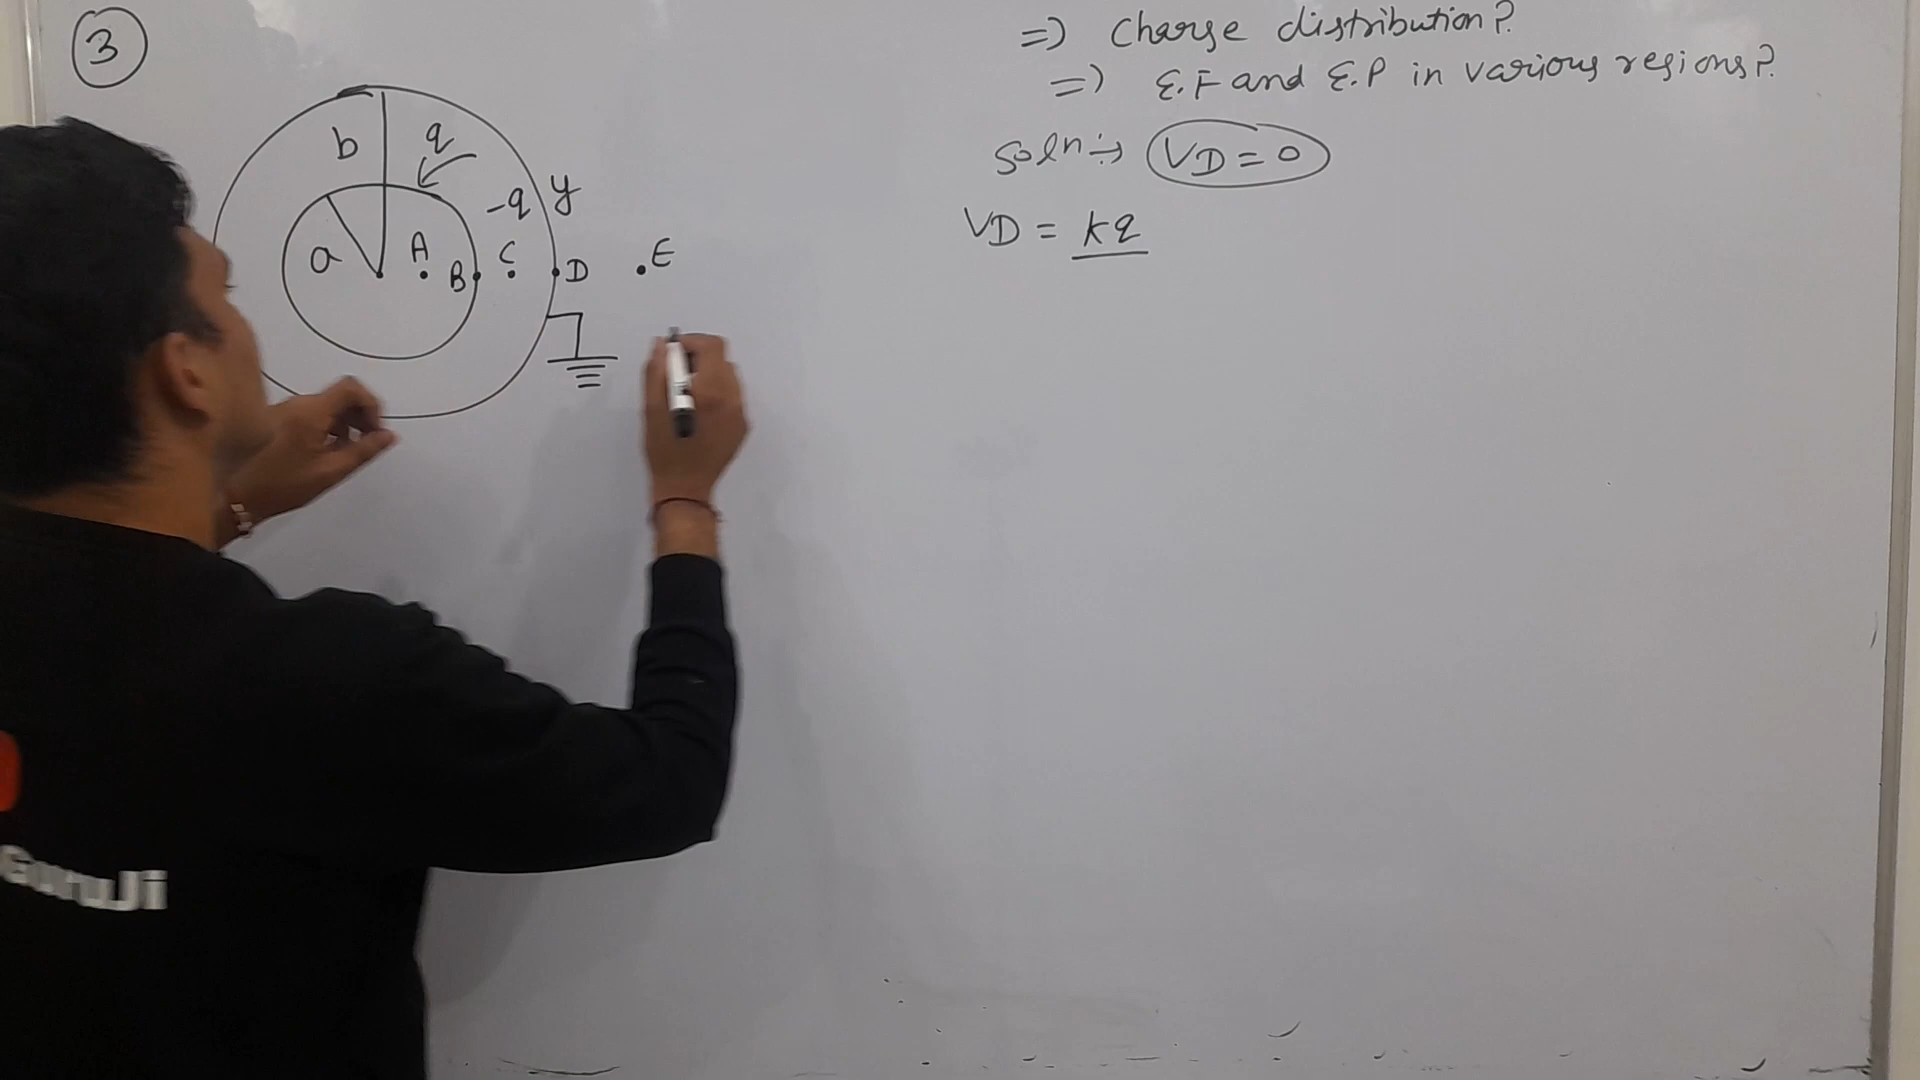 3
=> Charge distribution?
=> E.F and E.P in various regions?
b
q
-q
y
Soln :-> VD = 0
a
A
B
C
D
E
VD = kq
GuruJi